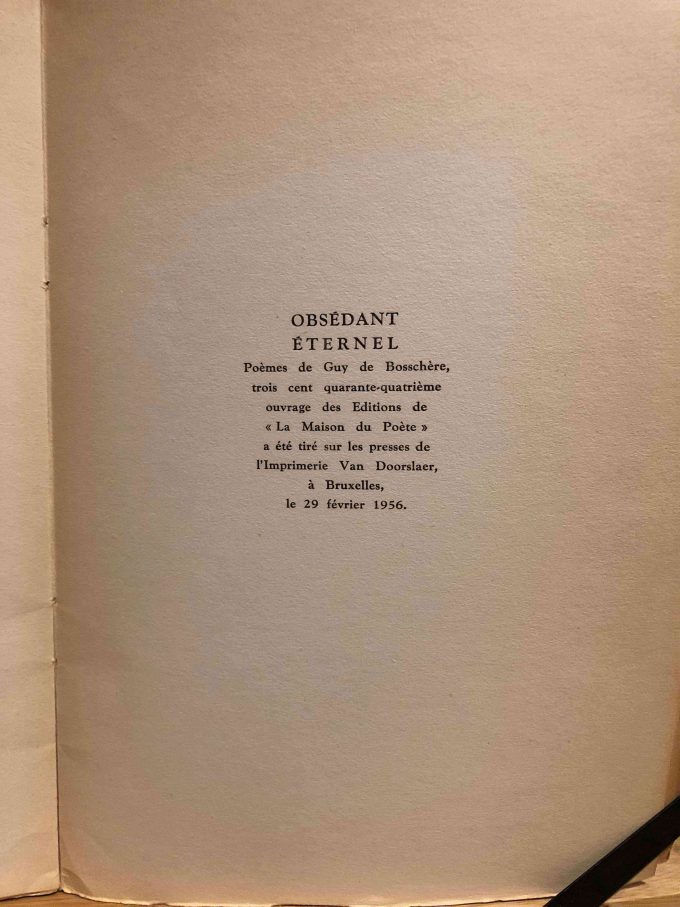 OBSÉDANT
ÉTERNEL
Poèmes de Guy de Bosschère,
trois cent quarante-quatrième
ouvrage des Editions de
« La Maison du Poète »
a été tiré sur les presses de
l'Imprimerie Van Doorslaer,
à Bruxelles,
le 29 février 1956.